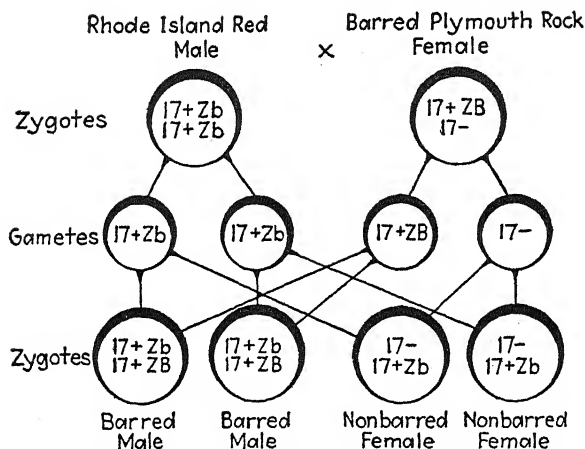 Rhode Island Red
Male
×
Barred Plymouth Rock
Female
Zygotes
17+Zb
17+Zb
17+ZB
17-
Gametes
17+Zb
17+Zb
17+ZB
17-
Zygotes
17+Zb
17+ZB
17+Zb
17+ZB
17-
17+Zb
17-
17+Zb
Barred
Male
Barred
Male
Nonbarred
Female
Nonbarred
Female